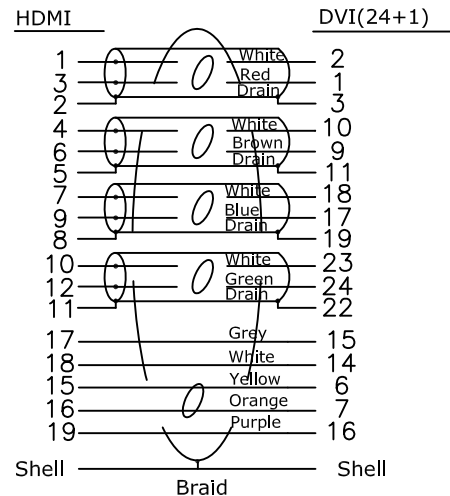 HDMI DVI(24+1)
1 White 2
3 Red 1
2 Drain 3
4 White 10
6 Brown 9
5 Drain 11
7 White 18
9 Blue 17
8 Drain 19
10 White 23
12 Green 24
11 Drain 22
17 Grey 15
18 White 14
15 Yellow 6
16 Orange 7
19 Purple 16
Shell Shell
Braid